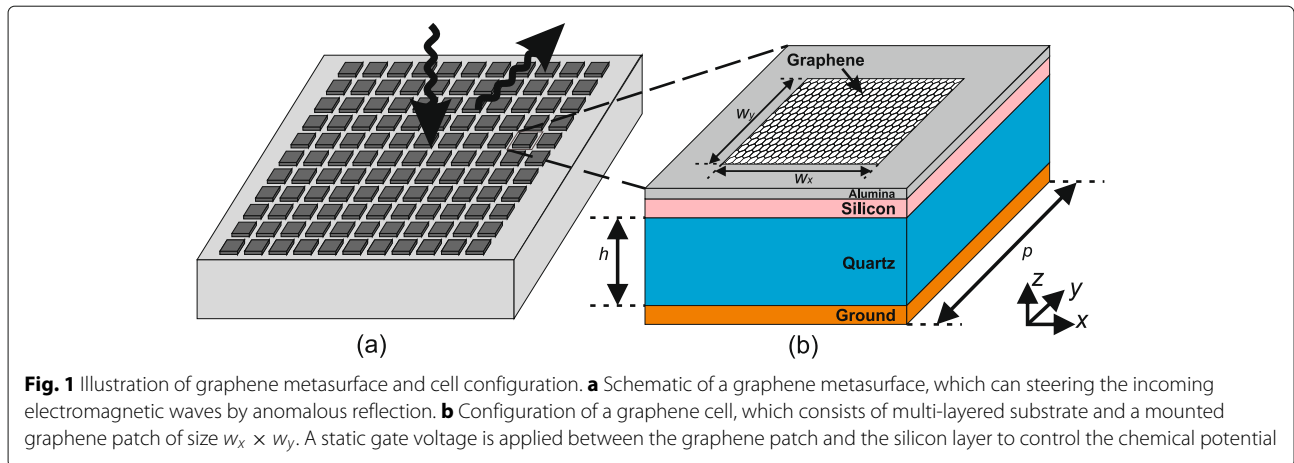 Graphene
wy
wx
Alumina
Silicon
h
Quartz
p
Ground
z
y
x
(a)
(b)
Fig. 1 Illustration of graphene metasurface and cell configuration. a Schematic of a graphene metasurface, which can steering the incoming
electromagnetic waves by anomalous reflection. b Configuration of a graphene cell, which consists of multi-layered substrate and a mounted
graphene patch of size wx × wy. A static gate voltage is applied between the graphene patch and the silicon layer to control the chemical potential